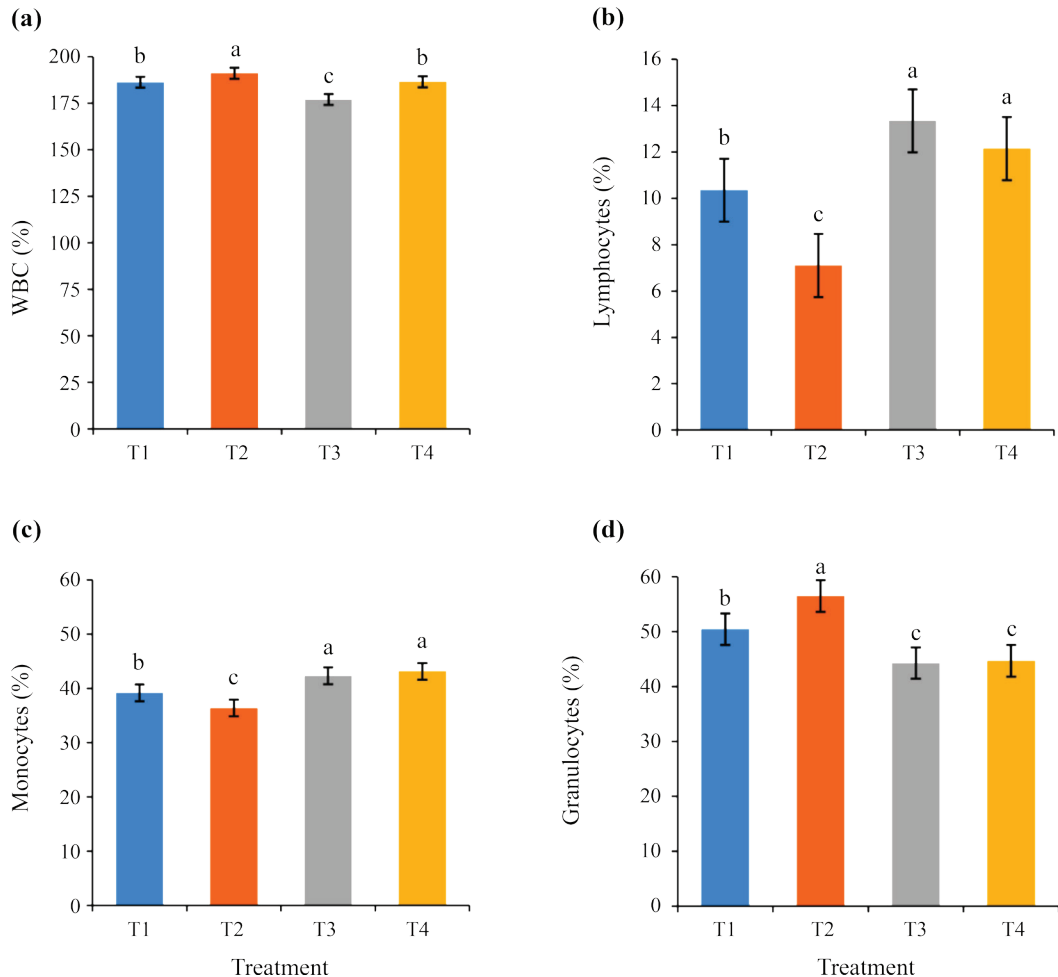 (a)
b
a
c
b
200
175
150
125
100
75
50
25
0
WBC (%)
T1 T2 T3 T4
(b)
b
c
a
a
16
14
12
10
8
6
4
2
0
Lymphocytes (%)
T1 T2 T3 T4
(c)
b
c
a
a
60
50
40
30
20
10
0
Monocytes (%)
T1 T2 T3 T4
Treatment
(d)
b
a
c
c
60
50
40
30
20
10
0
Granulocytes (%)
T1 T2 T3 T4
Treatment